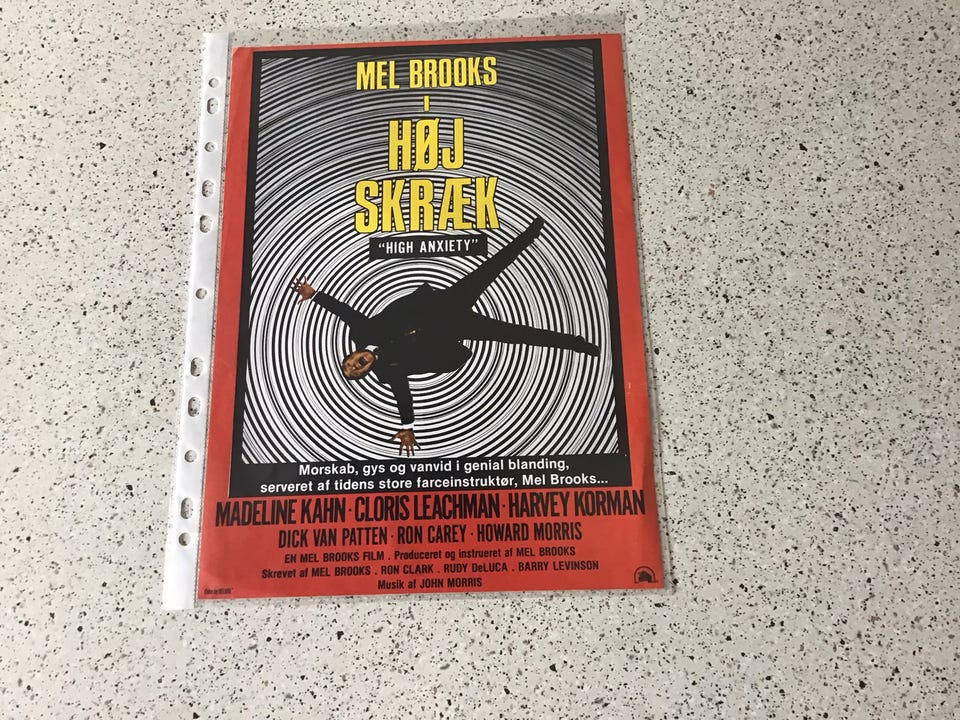 MEL BROOKS
I
HØJ
SKRÆK
“HIGH ANXIETY”
Morskab, gys og vanvid i genial blanding,
serveret af tidens store farceinstruktør, Mel Brooks...
MADELINE KAHN · CLORIS LEACHMAN · HARVEY KORMAN
DICK VAN PATTEN · RON CAREY · HOWARD MORRIS
EN MEL BROOKS FILM . Produceret og instrueret af MEL BROOKS
Skrevet af MEL BROOKS . RON CLARK . RUDY DeLUCA . BARRY LEVINSON
Musik af JOHN MORRIS